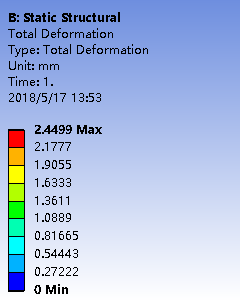 B: Static Structural
Total Deformation
Type: Total Deformation
Unit: mm
Time: 1.
2018/5/17 13:53
2.4499 Max
2.1777
1.9055
1.6333
1.3611
1.0889
0.81665
0.54443
0.27222
0 Min